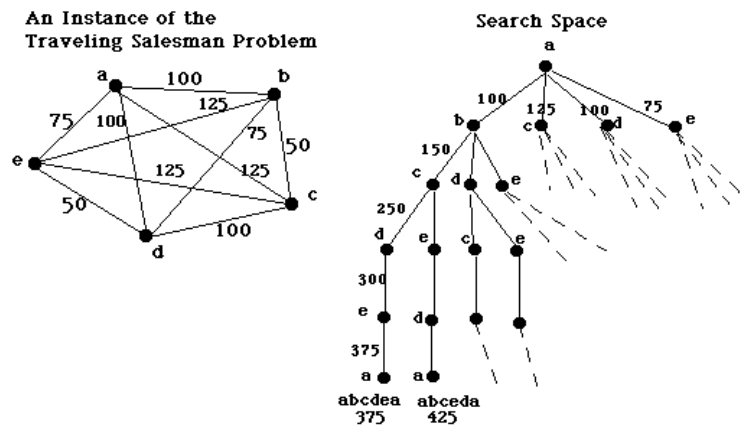 An Instance of the
Traveling Salesman Problem
a
100
b
125
75
100
75
50
e
125
125
50
c
100
d
Search Space
a
100
125
100
75
b
c
d
e
150
c
d
e
250
d
e
c
e
300
e
d
375
a
a
abcdea
abceda
375
425